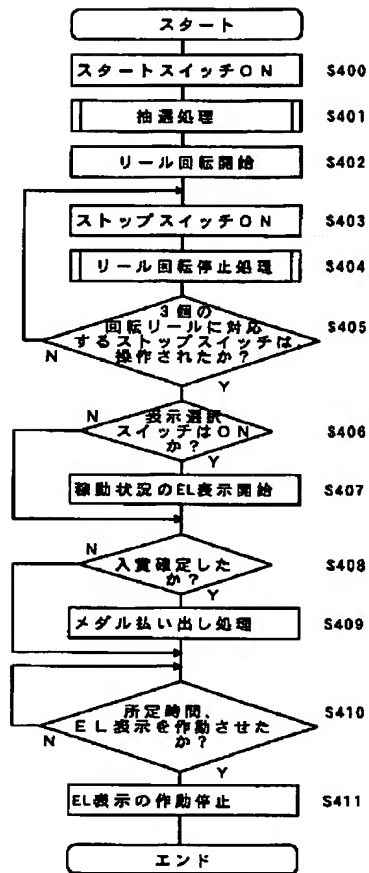 スタート
スタートスイッチON S400
抽選処理 S401
リール回転開始 S402
ストップスイッチON S403
リール回転停止処理 S404
3個の
回転リールに対応
するストップスイッチは
操作されたか？
S405
N
Y
表示選択
スイッチはON
か？
S406
N
Y
稼動状況のEL表示開始 S407
入賞確定した
か？
S408
N
Y
メダル払い出し処理 S409
所定時間、
EL表示を作動させた
か？
S410
N
Y
EL表示の作動停止 S411
エンド